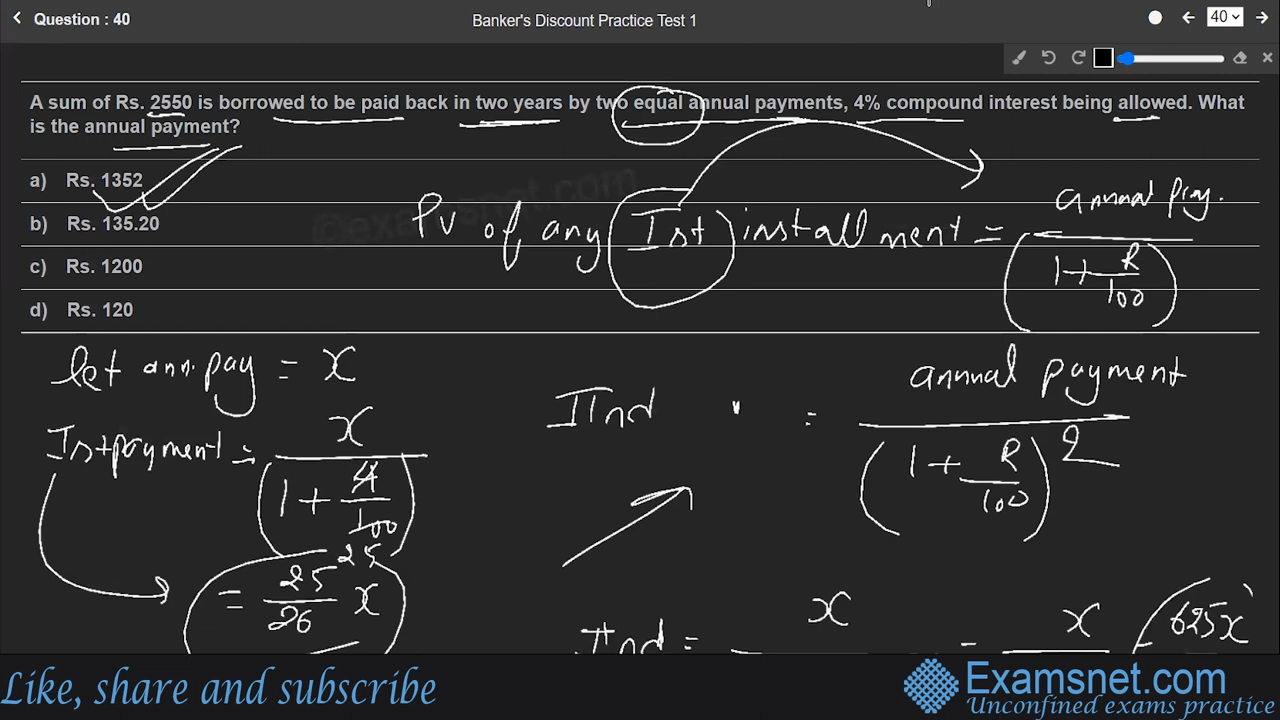 Question : 40
Banker's Discount Practice Test 1
40
A sum of Rs. 2550 is borrowed to be paid back in two years by two equal annual payments, 4% compound interest being allowed. What
is the annual payment?
a) Rs. 1352
b) Rs. 135.20
c) Rs. 1200
d) Rs. 120
©examsnet.com
PV of any Ist installment = annual pay. / (1 + R/100)
let ann. pay = x
IInd " = annual payment / (1 + R/100)^2
Ist payment = x / (1 + 4/100)
25
= 25/26 x
IInd = x = x 625x
Like, share and subscribe
Examsnet.com
Unconfined exams practice